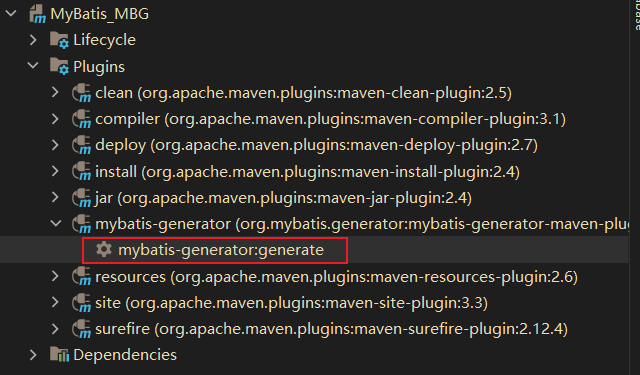 MyBatis_MBG
Lifecycle
Plugins
clean (org.apache.maven.plugins:maven-clean-plugin:2.5)
compiler (org.apache.maven.plugins:maven-compiler-plugin:3.1)
deploy (org.apache.maven.plugins:maven-deploy-plugin:2.7)
install (org.apache.maven.plugins:maven-install-plugin:2.4)
jar (org.apache.maven.plugins:maven-jar-plugin:2.4)
mybatis-generator (org.mybatis.generator:mybatis-generator-maven-plug
mybatis-generator:generate
resources (org.apache.maven.plugins:maven-resources-plugin:2.6)
site (org.apache.maven.plugins:maven-site-plugin:3.3)
surefire (org.apache.maven.plugins:maven-surefire-plugin:2.12.4)
Dependencies